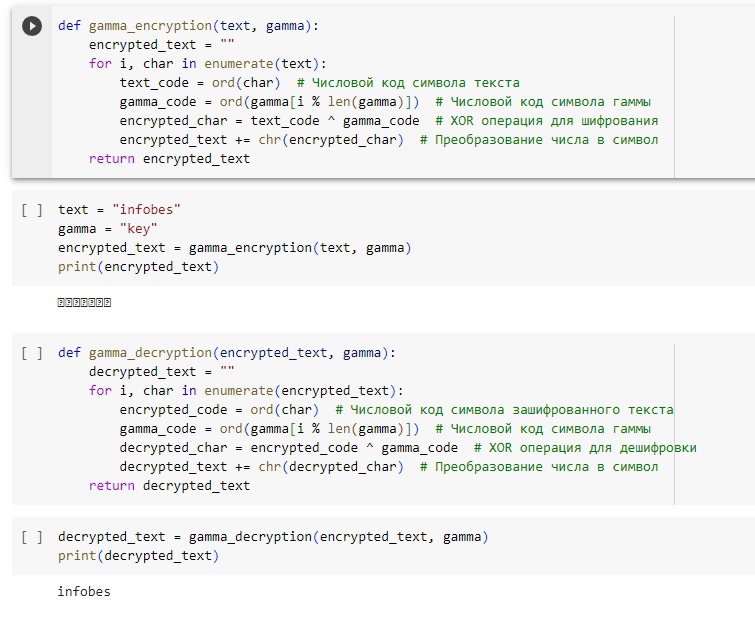 def gamma_encryption(text, gamma):
    encrypted_text = ""
    for i, char in enumerate(text):
        text_code = ord(char)  # Числовой код символа текста
        gamma_code = ord(gamma[i % len(gamma)])  # Числовой код символа гаммы
        encrypted_char = text_code ^ gamma_code  # XOR операция для шифрования
        encrypted_text += chr(encrypted_char)  # Преобразование числа в символ
    return encrypted_text
[ ] text = "infobes"
gamma = "key"
encrypted_text = gamma_encryption(text, gamma)
print(encrypted_text)
[ ] def gamma_decryption(encrypted_text, gamma):
    decrypted_text = ""
    for i, char in enumerate(encrypted_text):
        encrypted_code = ord(char)  # Числовой код символа зашифрованного текста
        gamma_code = ord(gamma[i % len(gamma)])  # Числовой код символа гаммы
        decrypted_char = encrypted_code ^ gamma_code  # XOR операция для дешифровки
        decrypted_text += chr(decrypted_char)  # Преобразование числа в символ
    return decrypted_text
[ ] decrypted_text = gamma_decryption(encrypted_text, gamma)
print(decrypted_text)
infobes